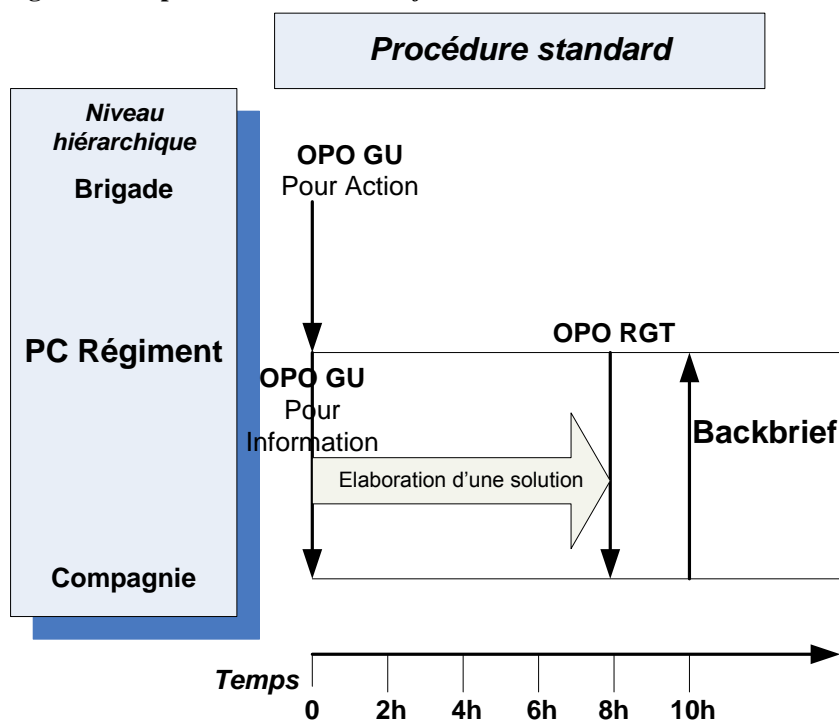 Procédure standard
Niveau
hiérarchique
Brigade
PC Régiment
Compagnie
OPO GU
Pour Action
OPO GU
Pour
Information
OPO RGT
Backbrief
Elaboration d'une solution
Temps
0 2h 4h 6h 8h 10h